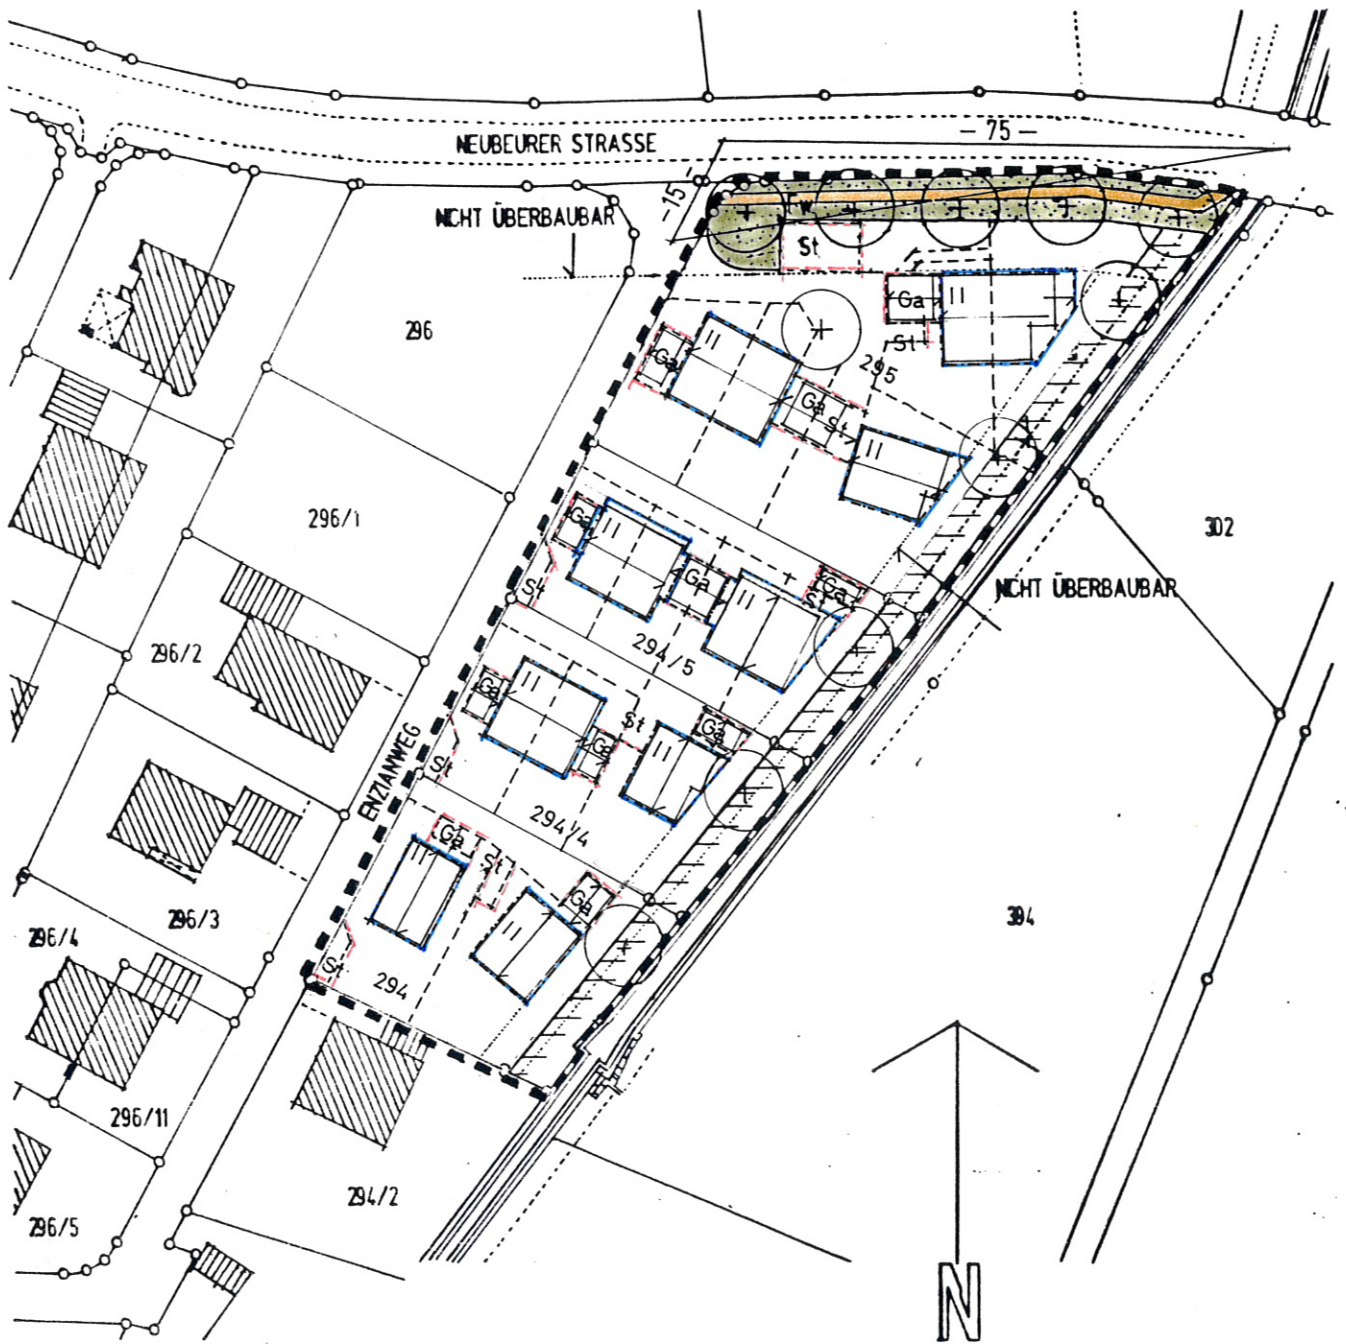 NEUBEURER STRASSE
- 75 -
- 15 -
NICHT ÜBERBAUBAR
Fw
St
296
Ga
II
St
Ga
II
295
Ga
St
II
296/1
302
Ga
II
Ga
II
Ga
St
NICHT ÜBERBAUBAR
St
294/5
296/2
Ga
II
St
Ga
Ga
II
ENZIANWEG
St
294/4
Ga
St
II
Ga
II
296/3
296/4
304
St
294
296/11
294/2
296/5
N